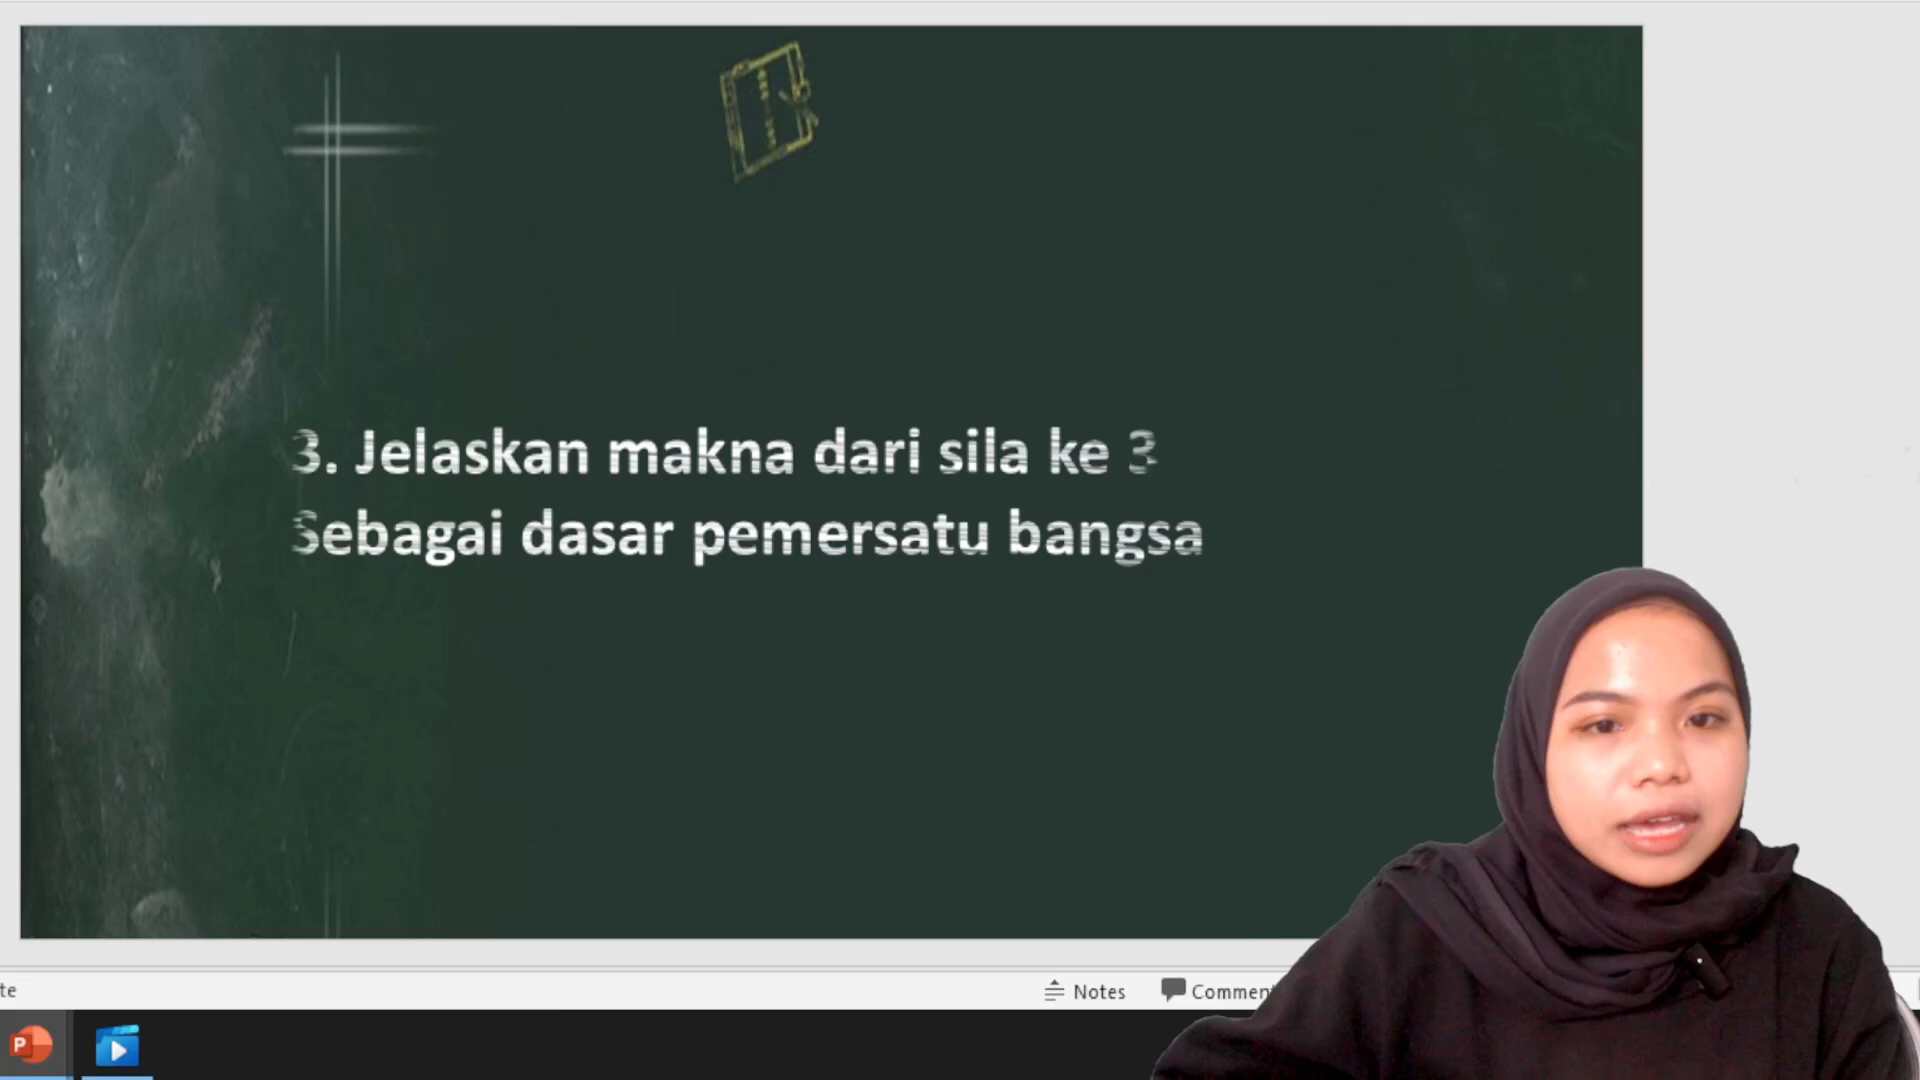 3. Jelaskan makna dari sila ke 3
Sebagai dasar pemersatu bangsa
Notes
P